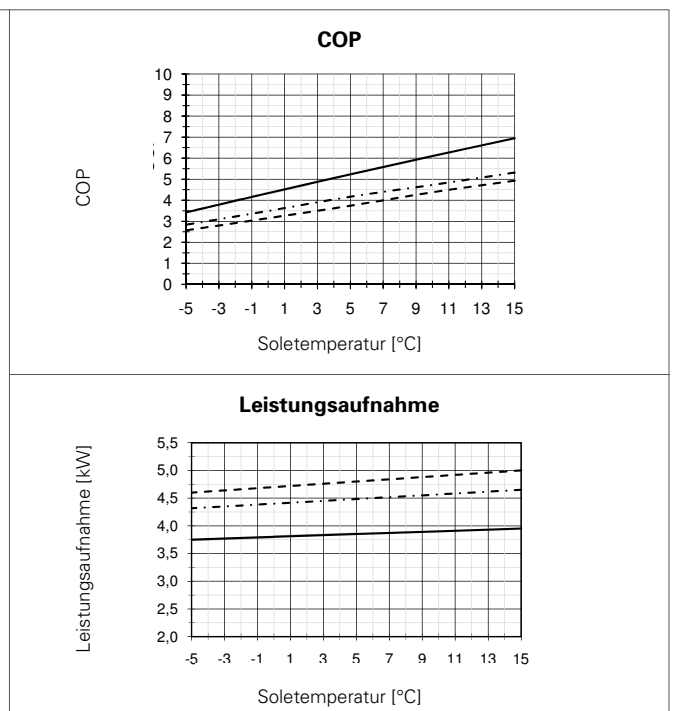 COP
10
9
8
7
6
5
4
3
2
1
0
COP
-5 -3 -1 1 3 5 7 9 11 13 15
Soletemperatur [°C]
Leistungsaufnahme
5,5
5,0
4,5
4,0
3,5
3,0
2,5
2,0
Leistungsaufnahme [kW]
-5 -3 -1 1 3 5 7 9 11 13 15
Soletemperatur [°C]